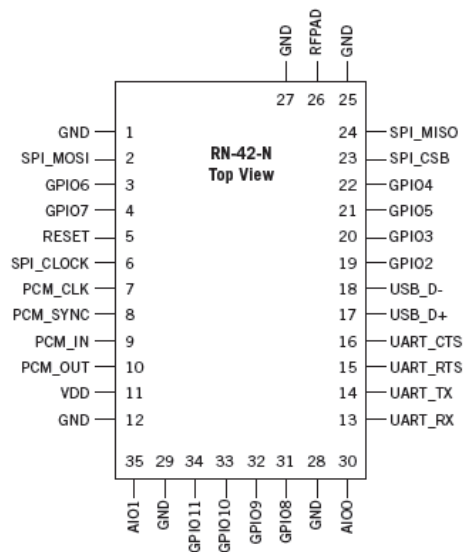 GND RFPAD GND
27 26 25
RN-42-N
Top View
GND 1 24 SPI_MISO
SPI_MOSI 2 23 SPI_CSB
GPIO6 3 22 GPIO4
GPIO7 4 21 GPIO5
RESET 5 20 GPIO3
SPI_CLOCK 6 19 GPIO2
PCM_CLK 7 18 USB_D-
PCM_SYNC 8 17 USB_D+
PCM_IN 9 16 UART_CTS
PCM_OUT 10 15 UART_RTS
VDD 11 14 UART_TX
GND 12 13 UART_RX
35 29 34 33 32 31 28 30
AIO1 GND GPIO11 GPIO10 GPIO9 GPIO8 GND AIO0